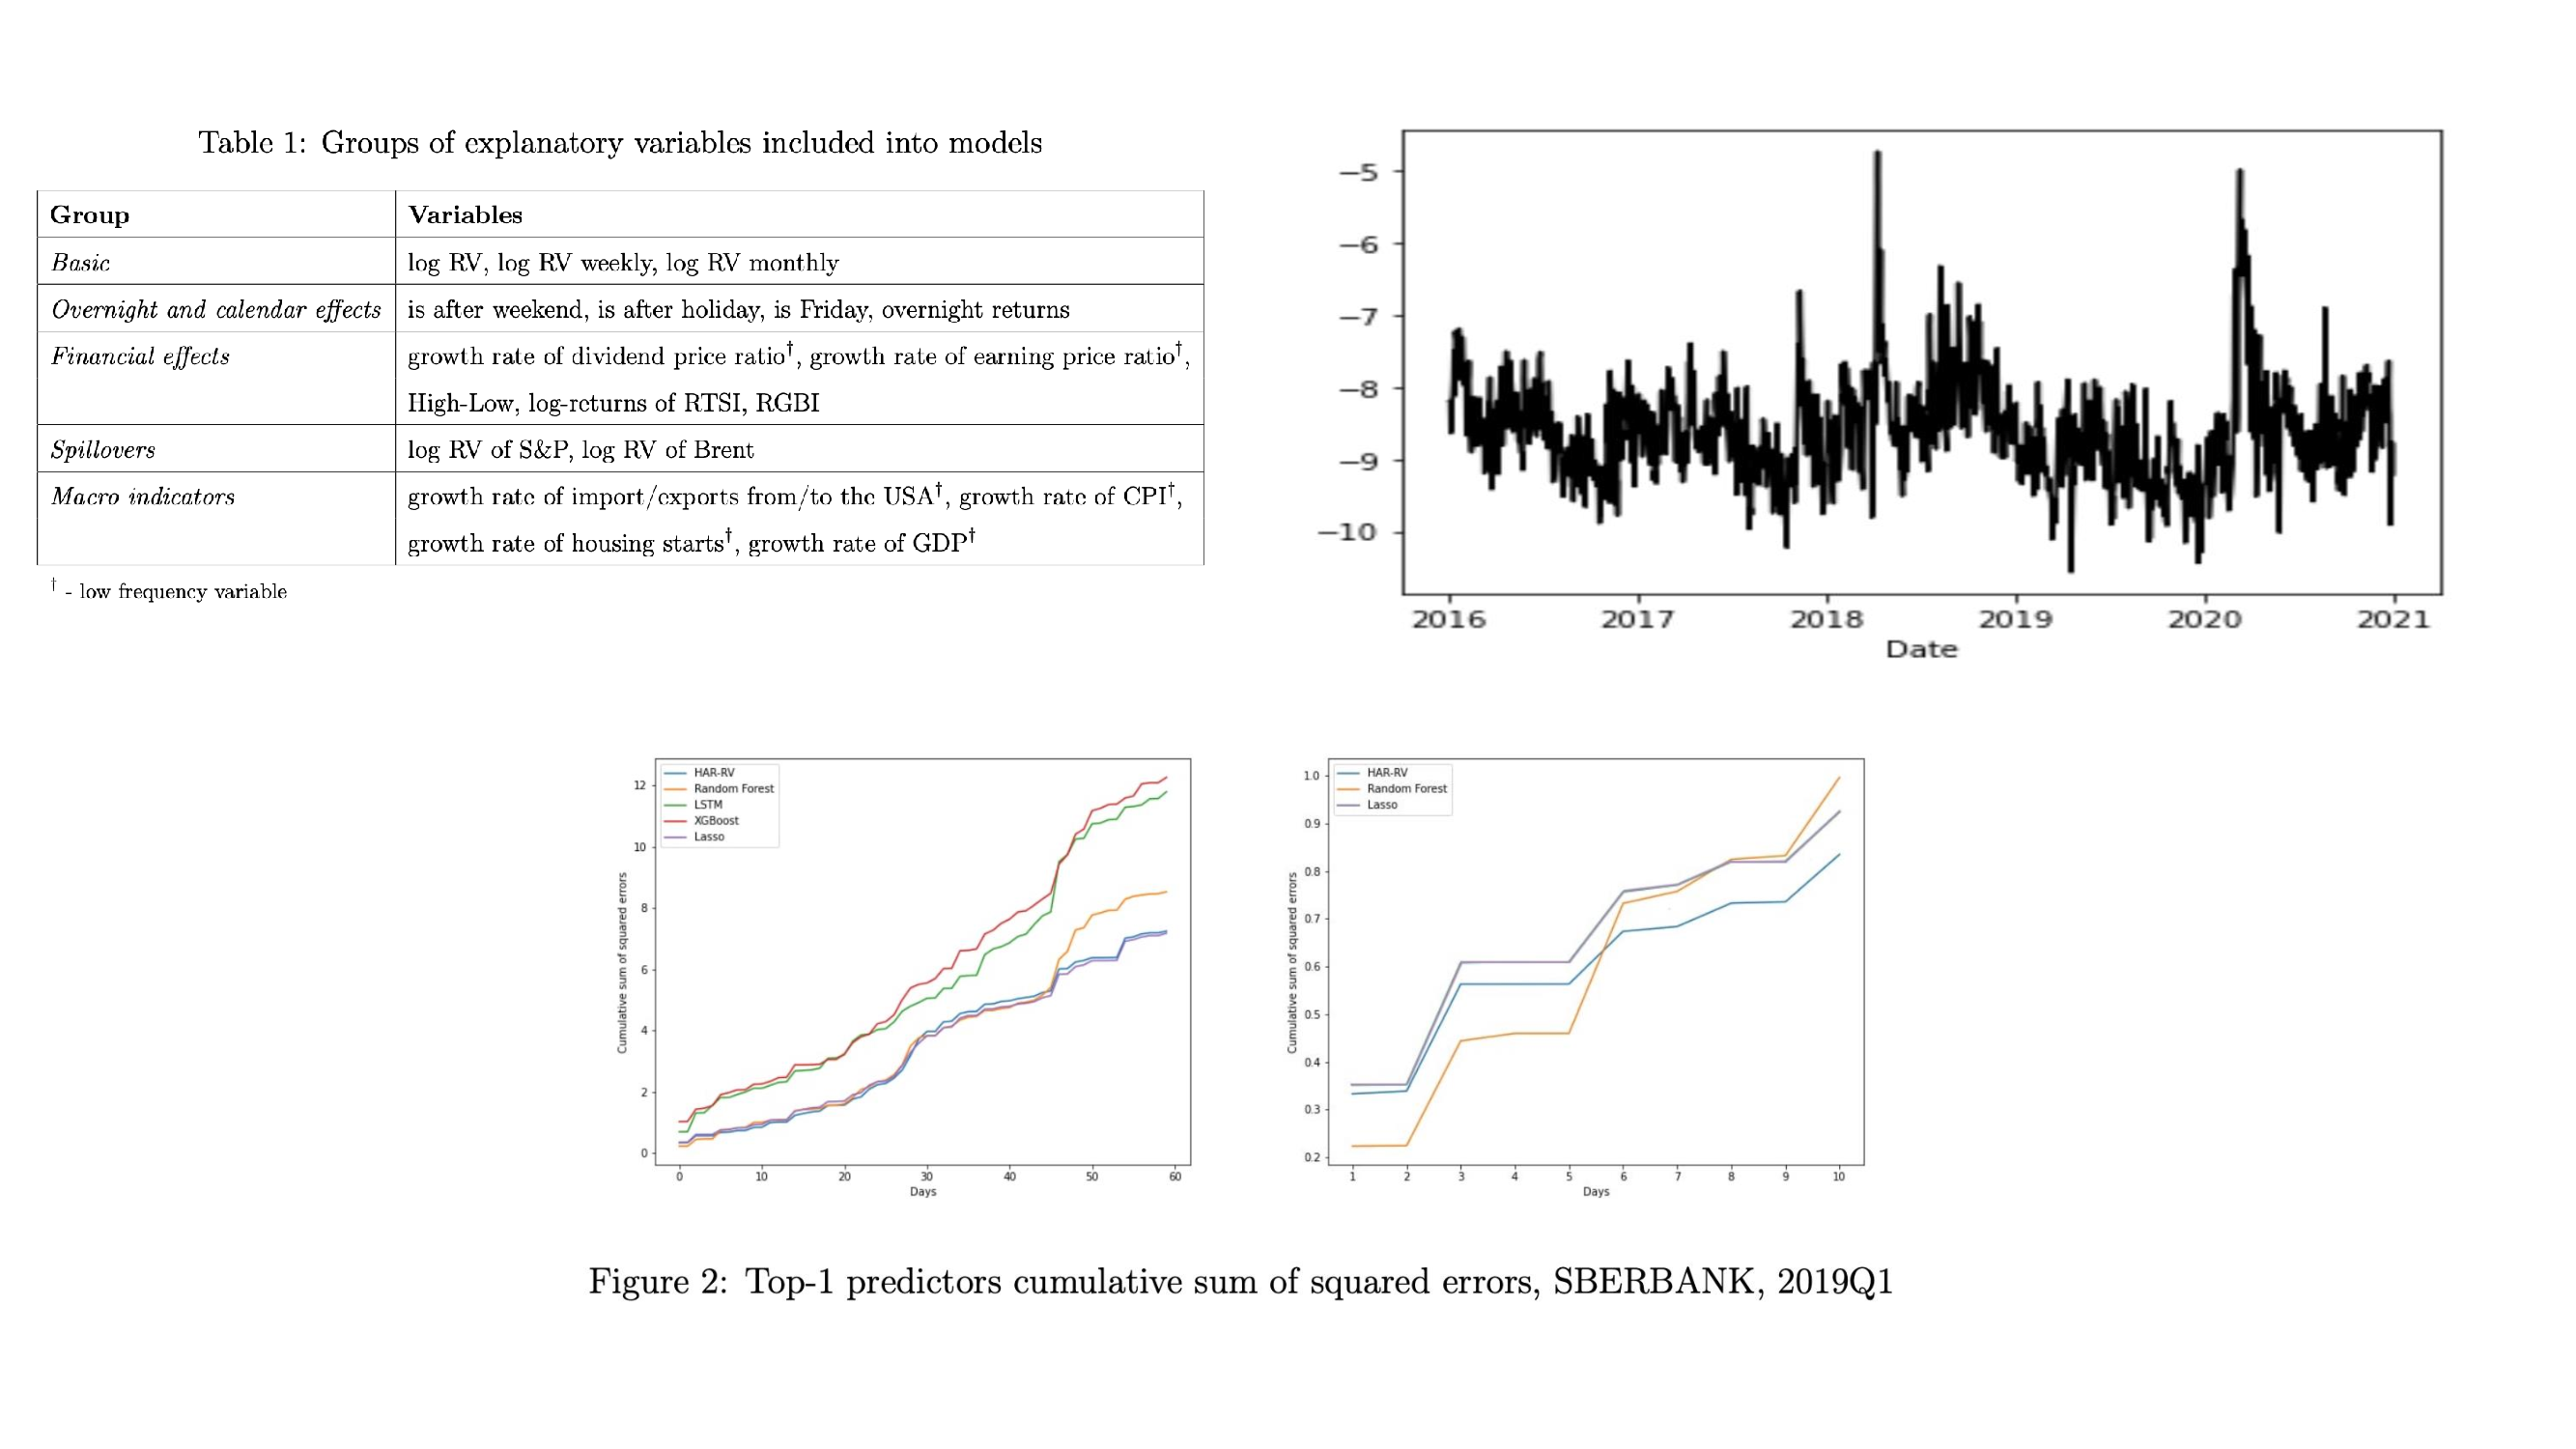 Table 1: Groups of explanatory variables included into models
Group Variables
Basic log RV, log RV weekly, log RV monthly
Overnight and calendar effects is after weekend, is after holiday, is Friday, overnight returns
Financial effects growth rate of dividend price ratio†, growth rate of earning price ratio†,
High-Low, log-returns of RTSI, RGBI
Spillovers log RV of S&P, log RV of Brent
Macro indicators growth rate of import/exports from/to the USA†, growth rate of CPI†,
growth rate of housing starts†, growth rate of GDP†
† - low frequency variable
−5
−6
−7
−8
−9
−10
2016 2017 2018 2019 2020 2021
Date
HAR-RV
Random Forest
LSTM
XGBoost
Lasso
Cumulative sum of squared errors
12
10
8
6
4
2
0
0 10 20 30 40 50 60
Days
HAR-RV
Random Forest
Lasso
Cumulative sum of squared errors
1.0
0.9
0.8
0.7
0.6
0.5
0.4
0.3
0.2
1 2 3 4 5 6 7 8 9 10
Days
Figure 2: Top-1 predictors cumulative sum of squared errors, SBERBANK, 2019Q1